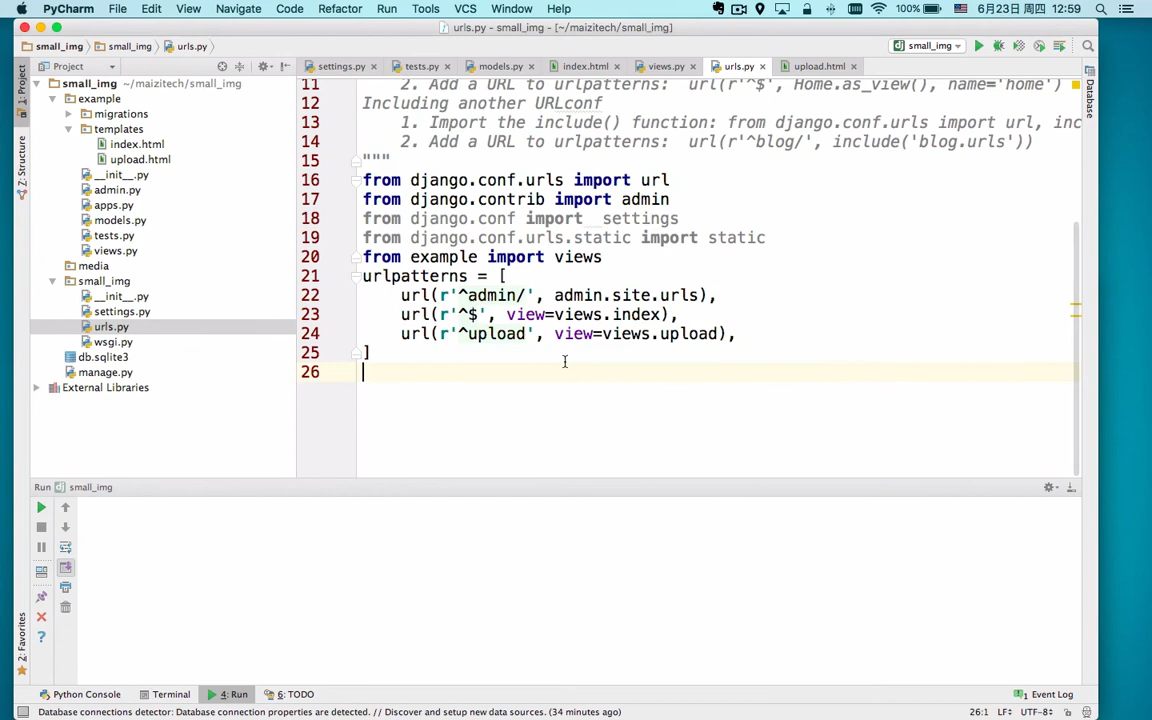 PyCharm File Edit View Navigate Code Refactor Run Tools VCS Window Help 100% 6月23日 周四 12:59
urls.py - small_img - [~/maizitech/small_img]
small_img small_img urls.py small_img
Project settings.py tests.py models.py index.html views.py urls.py upload.html
1: Project
Z: Structure
2: Favorites
Database
small_img ~/maizitech/small_img
example
migrations
templates
index.html
upload.html
__init__.py
admin.py
apps.py
models.py
tests.py
views.py
media
small_img
__init__.py
settings.py
urls.py
wsgi.py
db.sqlite3
manage.py
External Libraries
11 2. Add a URL to urlpatterns:  url(r'^$', Home.as_view(), name='home')
12 Including another URLconf
13 1. Import the include() function: from django.conf.urls import url, inc
14 2. Add a URL to urlpatterns:  url(r'^blog/', include('blog.urls'))
15 """
16 from django.conf.urls import url
17 from django.contrib import admin
18 from django.conf import  settings
19 from django.conf.urls.static import static
20 from example import views
21 urlpatterns = [
22 url(r'^admin/', admin.site.urls),
23 url(r'^$', view=views.index),
24 url(r'^upload', view=views.upload),
25 ]
26
Run small_img
Python Console Terminal 4: Run 6: TODO 1 Event Log
Database connections detector: Database connection properties are detected. // Discover and setup new data sources. (34 minutes ago) 26:1 LF UTF-8